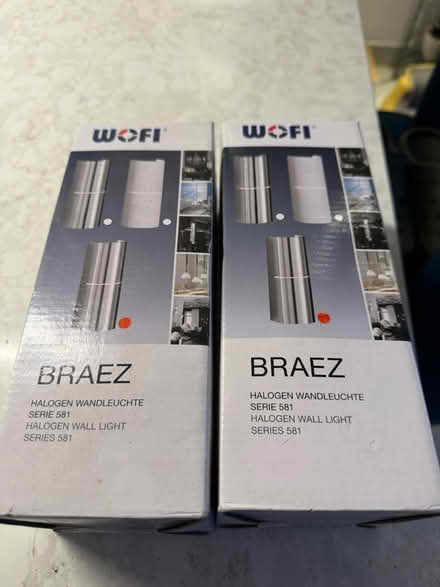 WOFI
BRAEZ
HALOGEN WANDLEUCHTE
SERIE 581
HALOGEN WALL LIGHT
SERIES 581
WOFI
BRAEZ
HALOGEN WANDLEUCHTE
SERIE 581
HALOGEN WALL LIGHT
SERIES 581